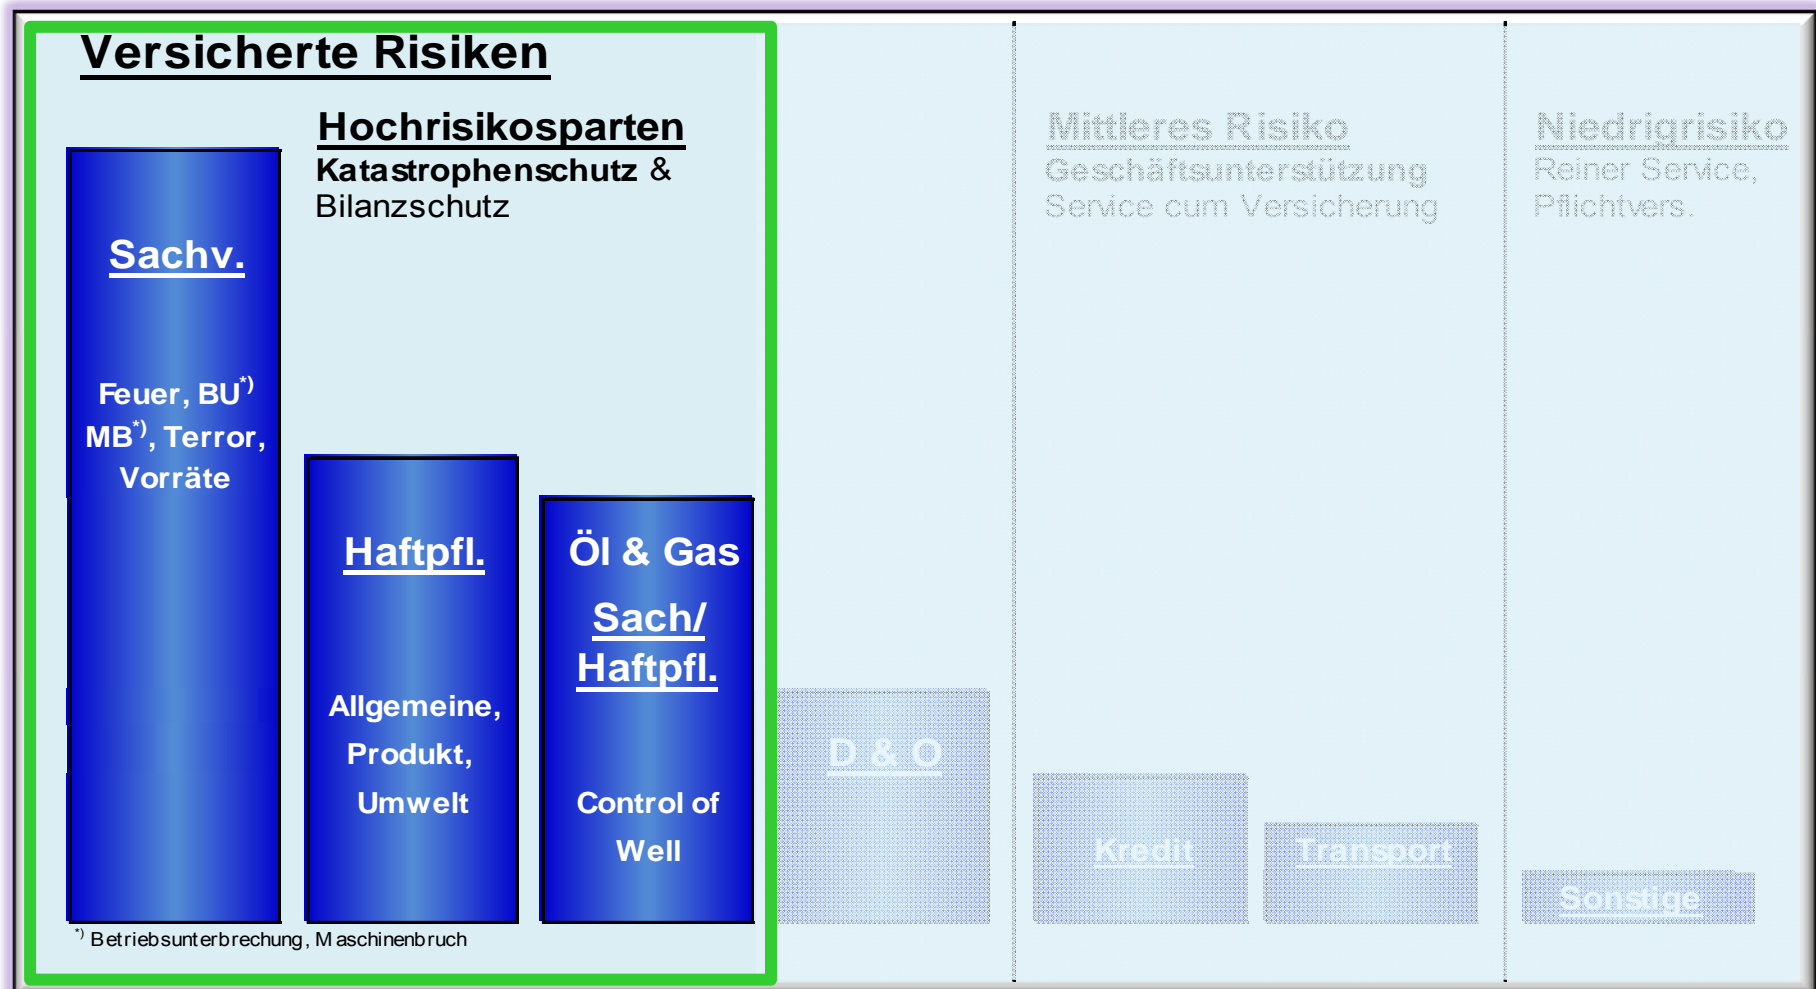 Versicherte Risiken
Hochrisikosparten
Katastrophenschutz &
Bilanzschutz
Mittleres Risiko
Geschäftsunterstützung
Service cum Versicherung
Niedrigrisiko
Reiner Service,
Pflichtvers.
Sachv.
Feuer, BU*)
MB*), Terror,
Vorräte
Haftpfl.
Allgemeine,
Produkt,
Umwelt
Öl & Gas
Sach/
Haftpfl.
Control of
Well
D & O
Kredit
Transport
Sonstige
*) Betriebsunterbrechung, Maschinenbruch